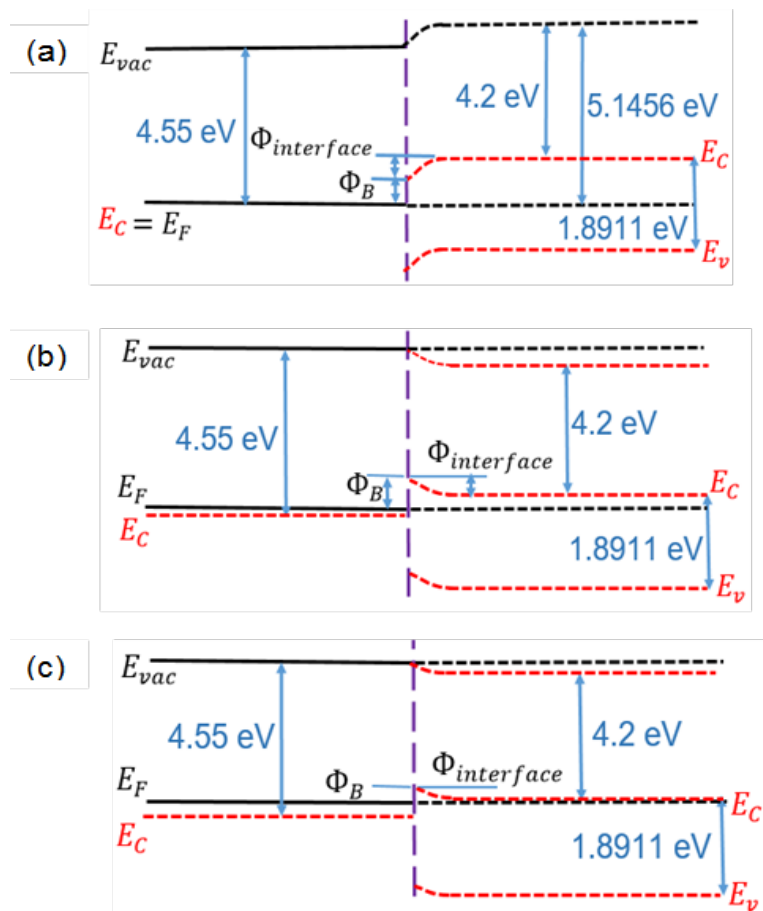 (a)
E_vac
4.55 eV
4.2 eV
5.1456 eV
Φ_interface
Φ_B
E_C
E_C = E_F
1.8911 eV
E_v
(b)
E_vac
4.55 eV
4.2 eV
Φ_interface
Φ_B
E_F
E_C
E_C
1.8911 eV
E_v
(c)
E_vac
4.55 eV
4.2 eV
Φ_interface
Φ_B
E_F
E_C
E_C
1.8911 eV
E_v